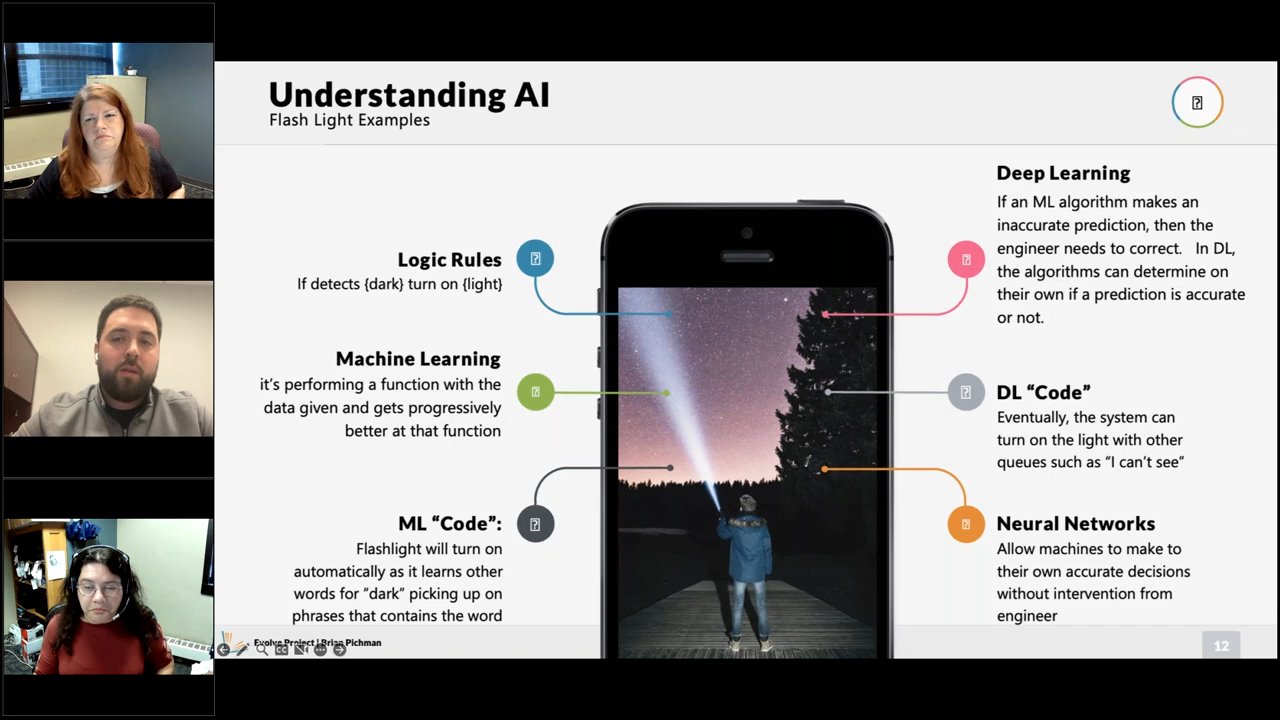 Understanding AI
Flash Light Examples
Logic Rules
If detects {dark} turn on {light}
Machine Learning
it's performing a function with the
data given and gets progressively
better at that function
ML “Code”:
Flashlight will turn on
automatically as it learns other
words for “dark” picking up on
phrases that contains the word
Deep Learning
If an ML algorithm makes an
inaccurate prediction, then the
engineer needs to correct. In DL,
the algorithms can determine on
their own if a prediction is accurate
or not.
DL “Code”
Eventually, the system can
turn on the light with other
queues such as “I can’t see”
Neural Networks
Allow machines to make to
their own accurate decisions
without intervention from
engineer
Evolve Project | Brian Pichman
CC
12